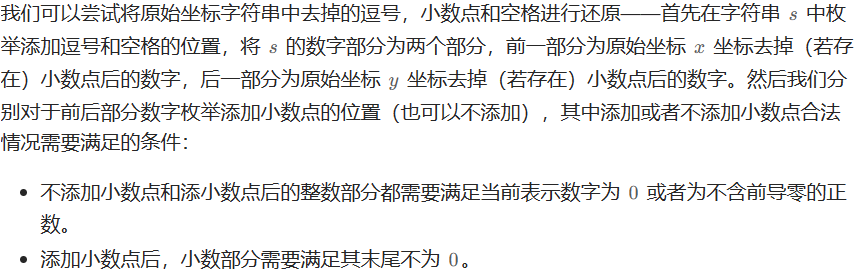 我们可以尝试将原始坐标字符串中去掉的逗号，小数点和空格进行还原——首先在字符串 s 中枚
举添加逗号和空格的位置，将 s 的数字部分为两个部分，前一部分为原始坐标 x 坐标去掉（若存
在）小数点后的数字，后一部分为原始坐标 y 坐标去掉（若存在）小数点后的数字。然后我们分
别对于前后部分数字枚举添加小数点的位置（也可以不添加），其中添加或者不添加小数点合法
情况需要满足的条件：
• 不添加小数点和添小数点后的整数部分都需要满足当前表示数字为 0 或者为不含前导零的正
数。
• 添加小数点后，小数部分需要满足其末尾不为 0。